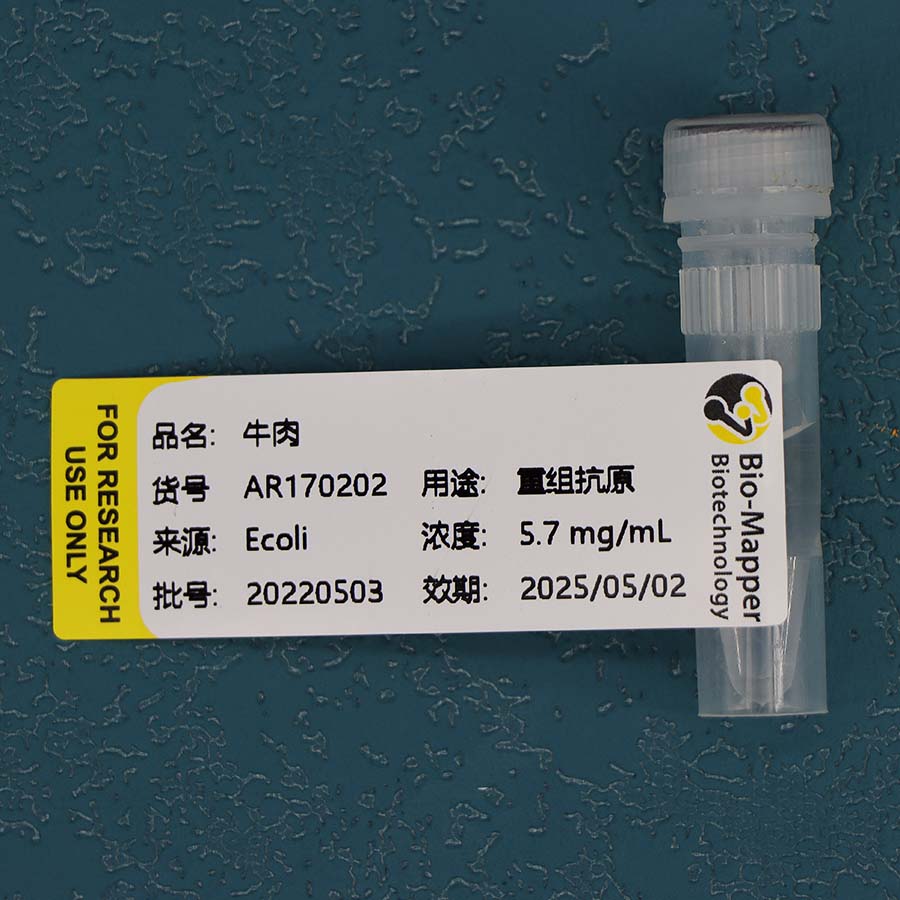 FOR RESEARCH
USE ONLY
品名: 牛肉
货号 AR170202 用途: 重组抗原
来源: Ecoli 浓度: 5.7 mg/mL
批号: 20220503 效期: 2025/05/02
Bio-Mapper
Biotechnology